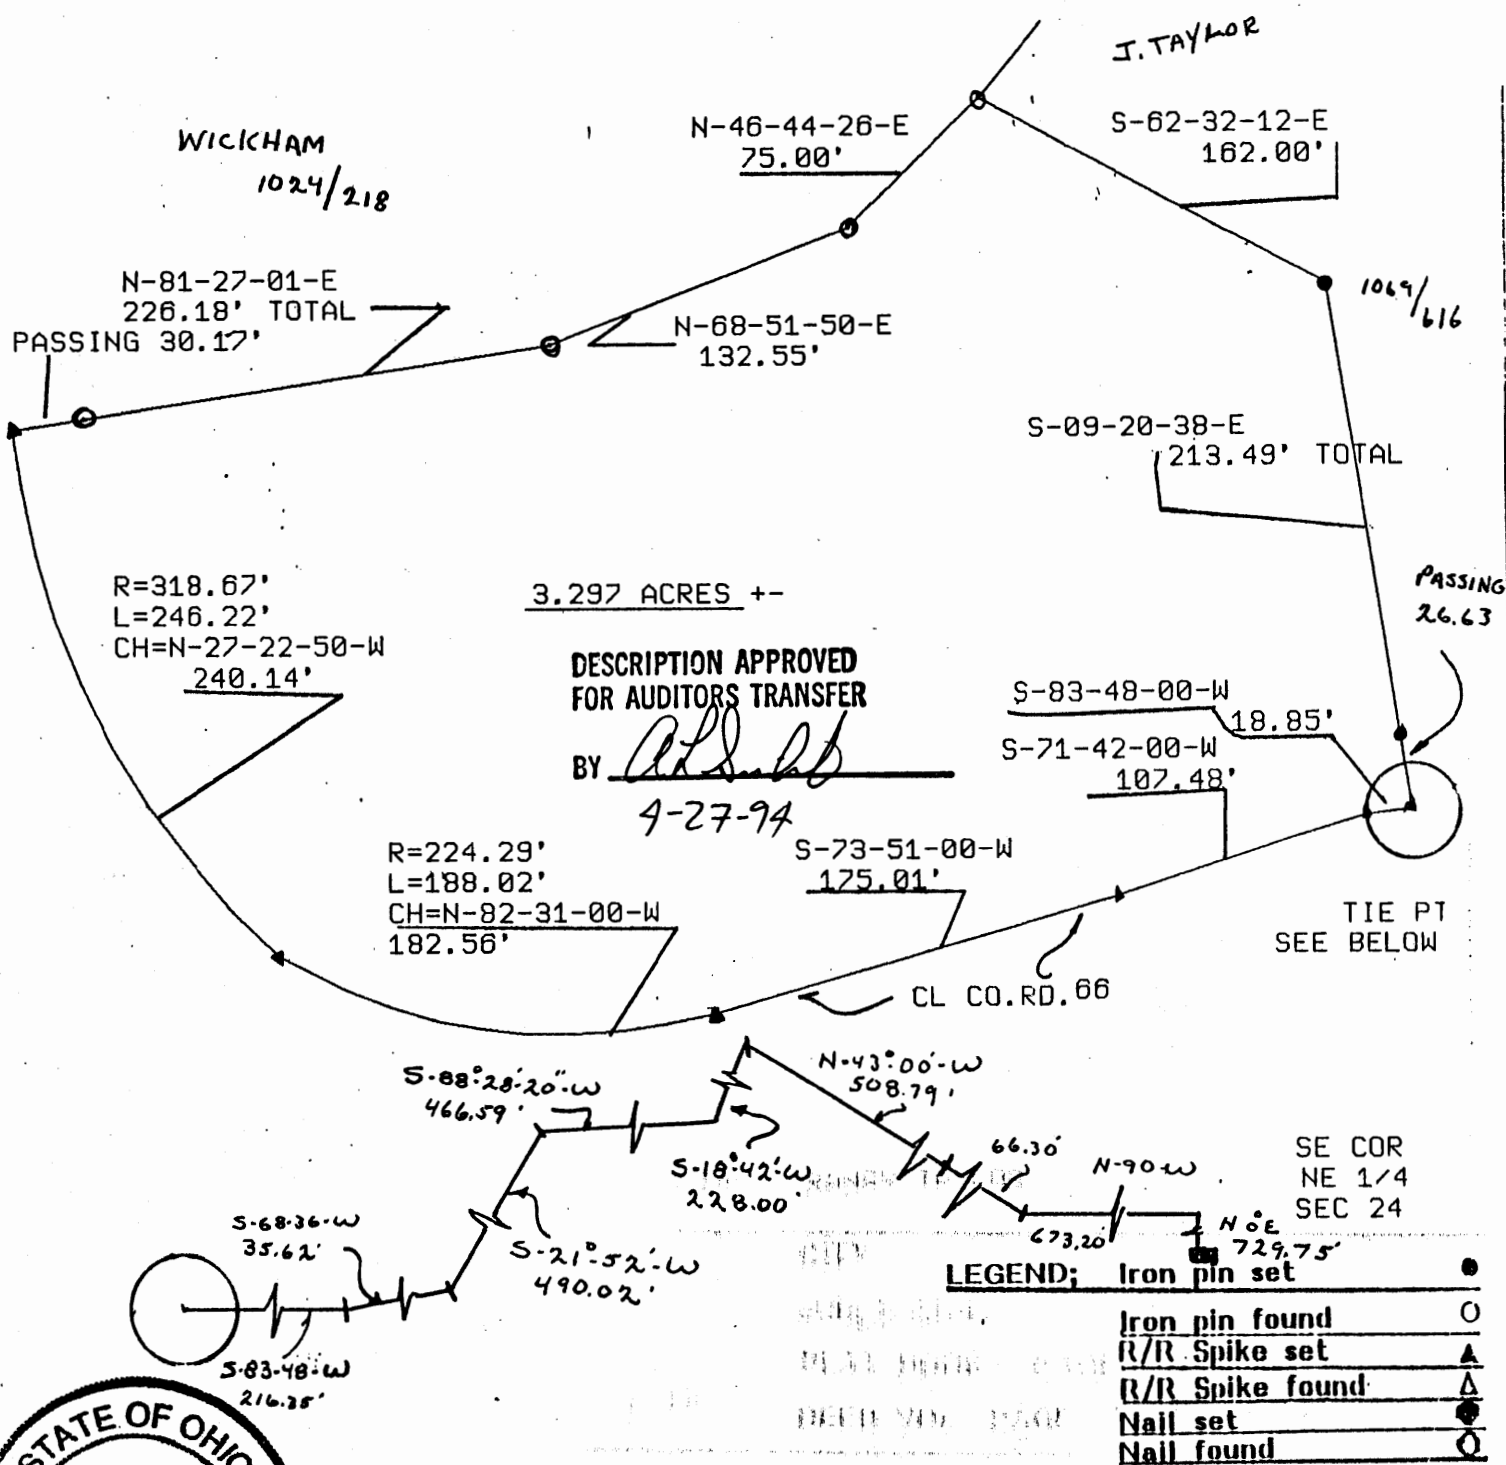 J. TAYLOR
WICKHAM
1024/218
N-46-44-26-E
75.00'
S-62-32-12-E
162.00'
N-81-27-01-E
226.18' TOTAL
PASSING 30.17'
N-68-51-50-E
132.55'
1069/616
S-09-20-38-E
213.49' TOTAL
R=318.67'
L=246.22'
CH=N-27-22-50-W
240.14'
3.297 ACRES +-
PASSING
26.63
DESCRIPTION APPROVED
FOR AUDITORS TRANSFER
BY
4-27-94
S-83-48-00-W
18.85'
S-71-42-00-W
107.48'
R=224.29'
L=188.02'
CH=N-82-31-00-W
182.56'
S-73-51-00-W
175.01'
TIE PT
SEE BELOW
CL CO.RD.66
S-88°28'-20"-W
466.59'
N-43°00'-W
508.79'
S-18°42'-W
228.00'
66.30'
N-90-W
673.20'
SE COR
NE 1/4
SEC 24
N0°E
729.75'
S-68-36-W
35.62'
S-21°-52'-W
490.02'
S-83-48-W
216.35'
LEGEND; Iron pin set
Iron pin found
R/R Spike set
R/R Spike found
Nail set
Nail found
STATE OF OHIO